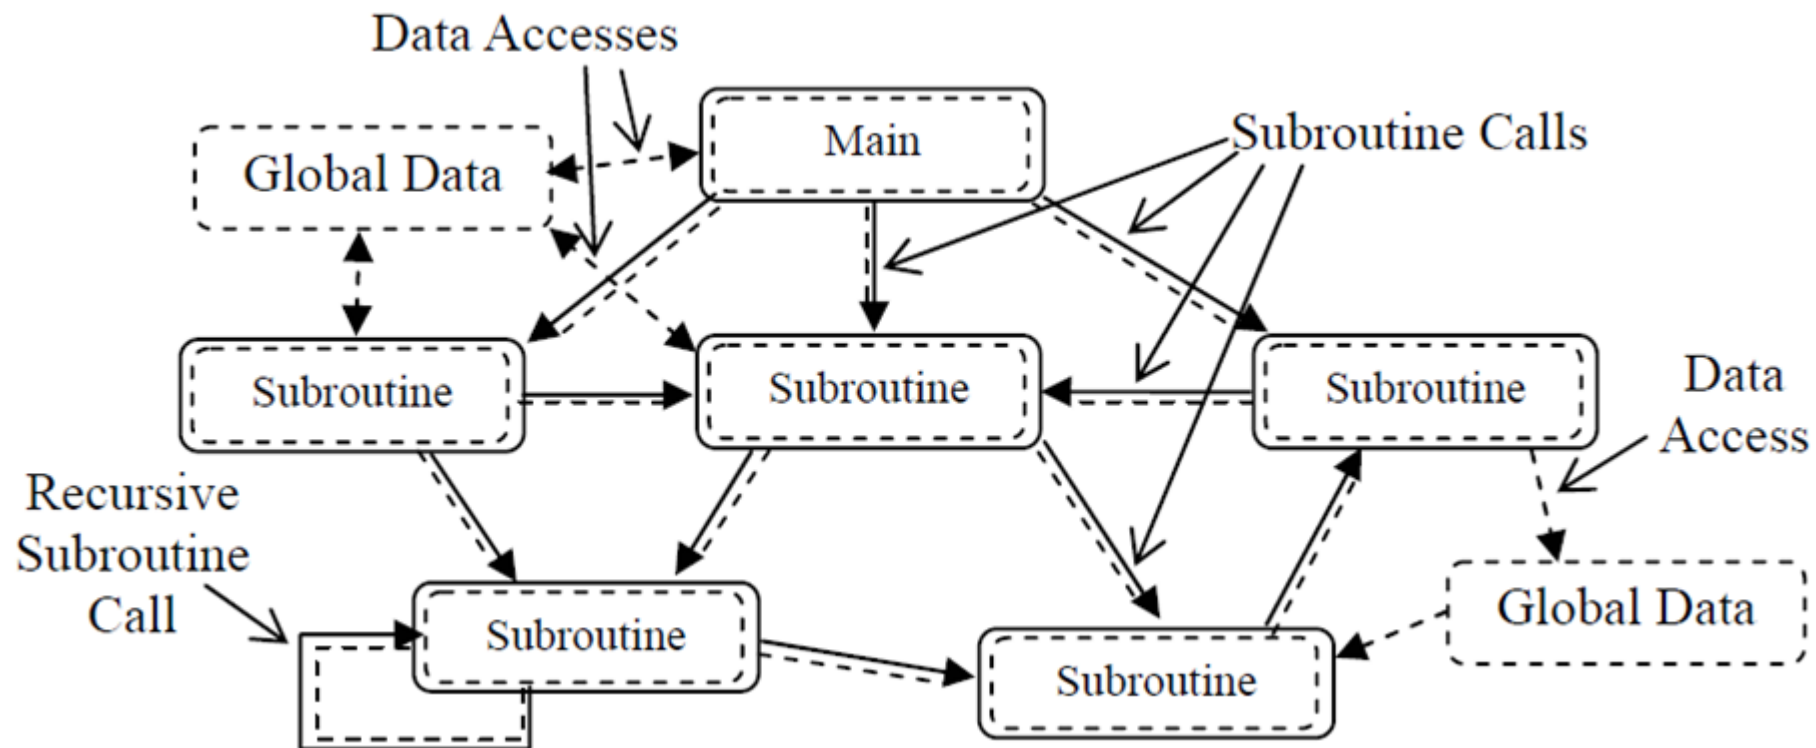 Data Accesses
Main
Subroutine Calls
Global Data
Subroutine
Subroutine
Subroutine
Data
Access
Recursive
Subroutine
Call
Subroutine
Subroutine
Global Data